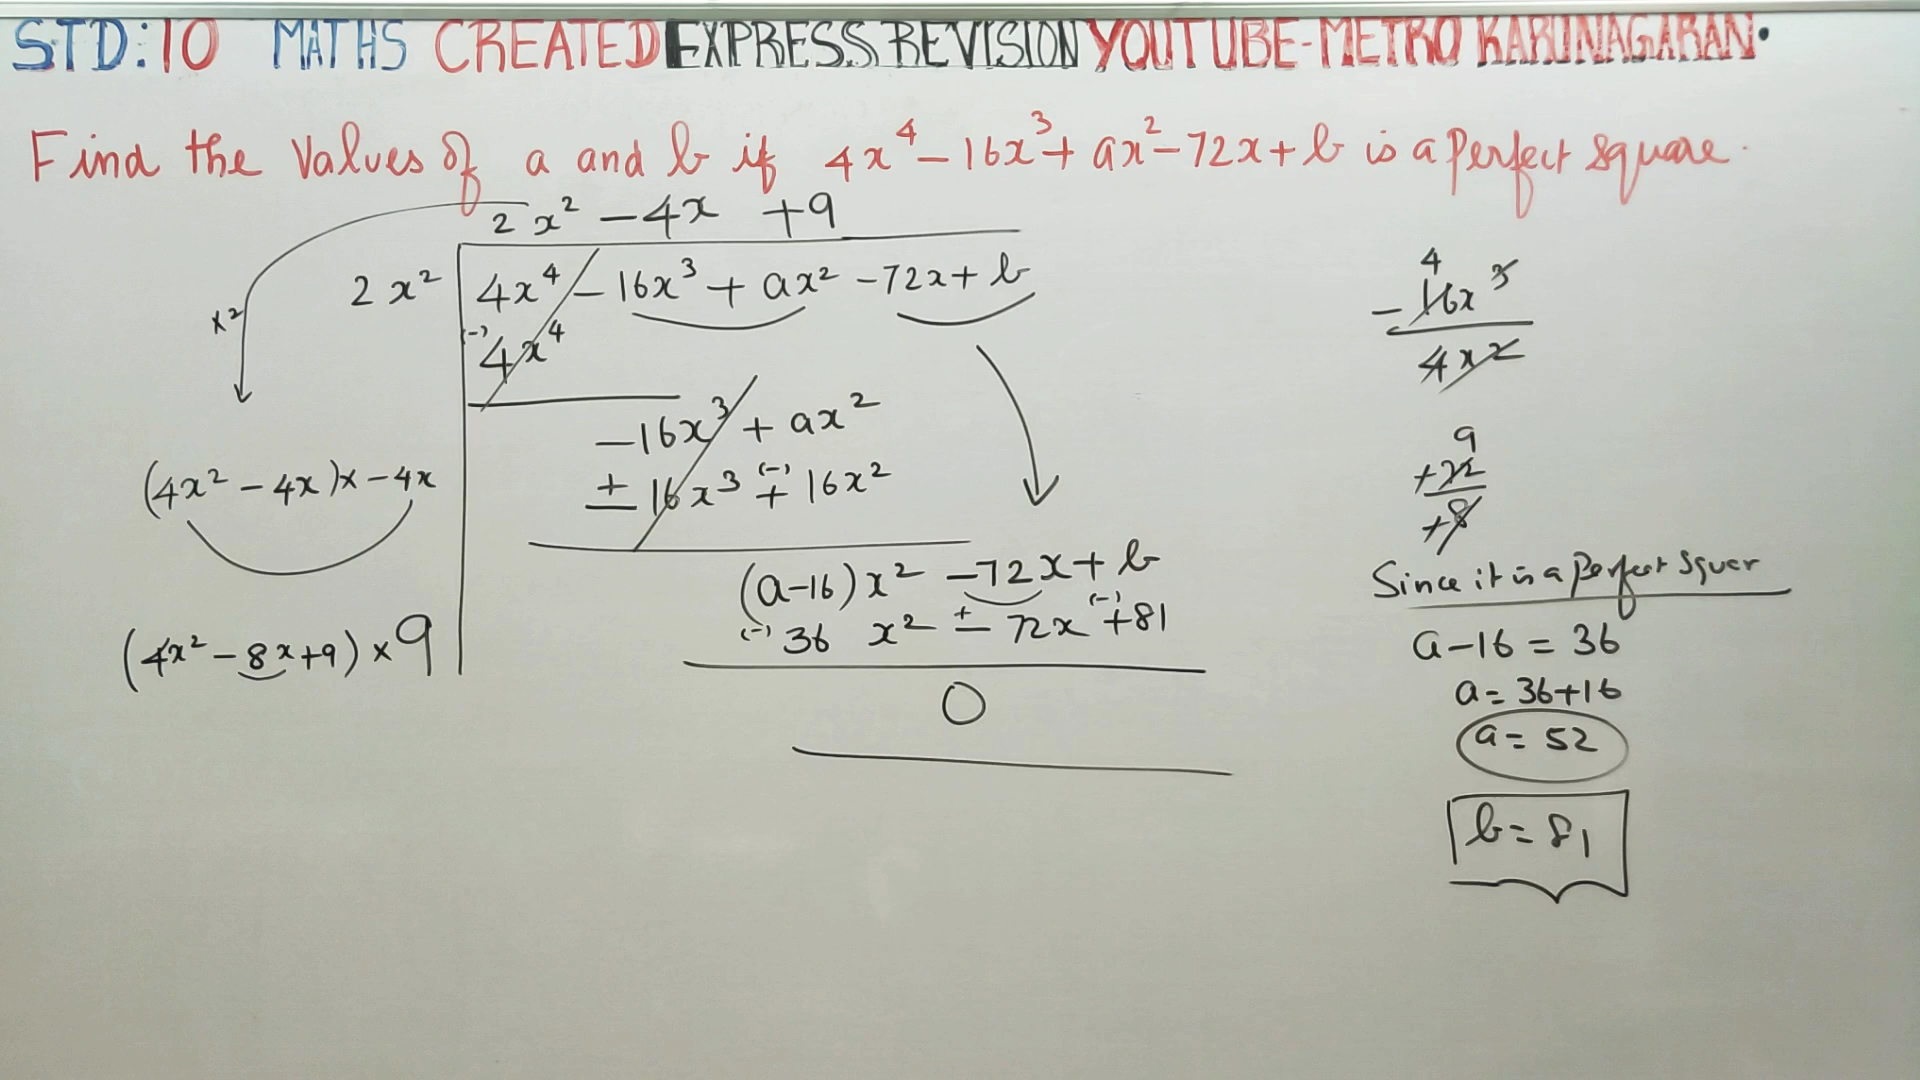 STD:10 MATHS CREATED EXPRESS REVISION YOUTUBE-METRO KARUNAGARAN.
Find the Values of a and b if 4x⁴ - 16x³ + ax² - 72x + b is a perfect square.
2x² - 4x + 9
2x² 4x⁴ - 16x³ + ax² - 72x + b
×2
(-) 4x⁴
-16x³ + ax²
(4x² - 4x) × -4x
± 16x³ (-)+ 16x²
(a-16)x² - 72x + b
(-) 36 x² +- 72x (-)+81
(4x² - 8x + 9) × 9
0
4
- 16x³
4x²
9
+72
+8
Since it is a Perfect Squer
a - 16 = 36
a = 36 + 16
a = 52
b = 81